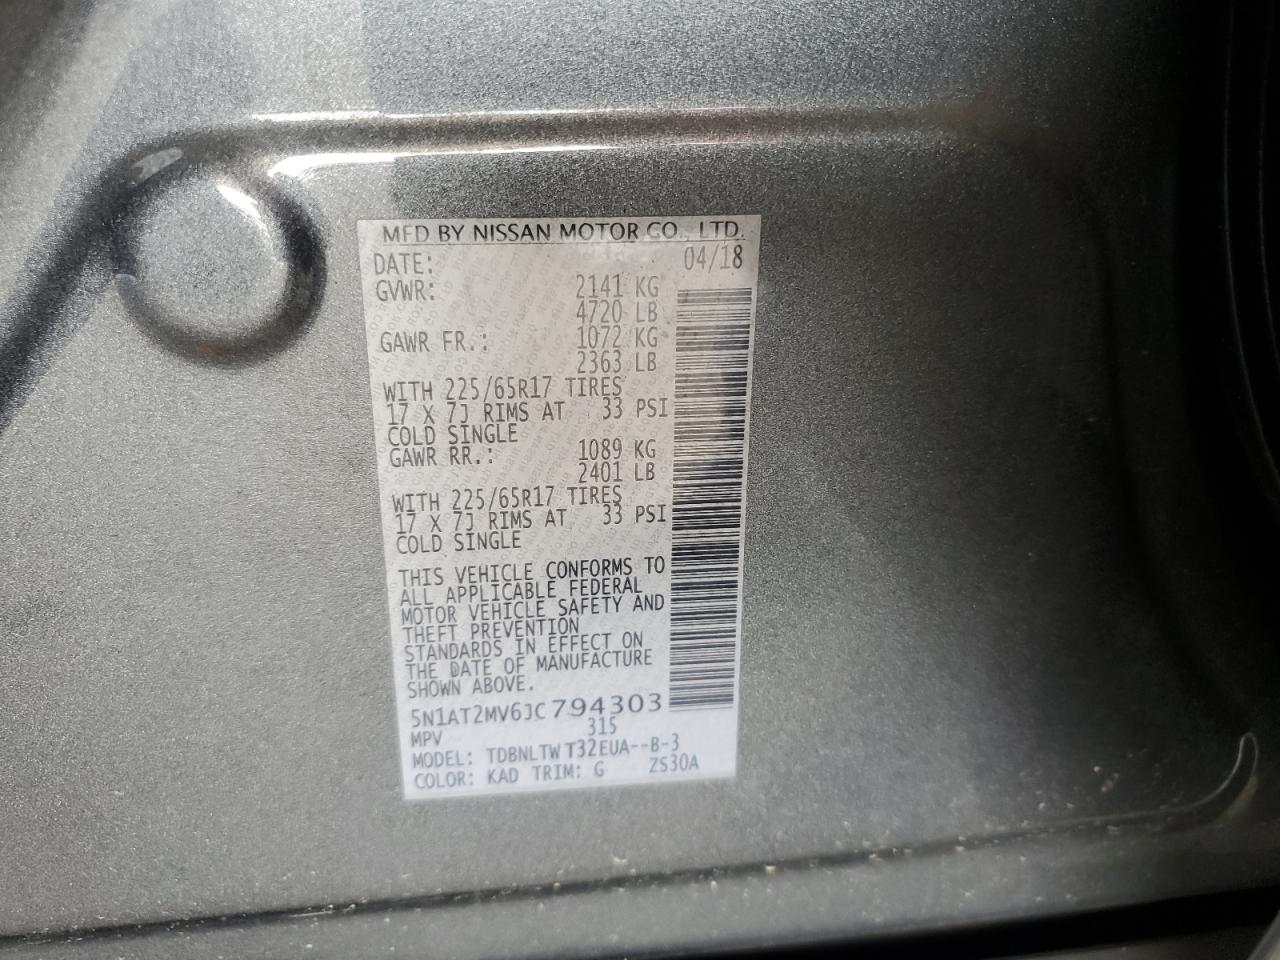 MFD BY NISSAN MOTOR CO., LTD.
DATE: 04/18
GVWR: 2141 KG
4720 LB
GAWR FR.: 1072 KG
2363 LB
WITH 225/65R17 TIRES
17 X 7J RIMS AT 33 PSI
COLD SINGLE
GAWR RR.: 1089 KG
2401 LB
WITH 225/65R17 TIRES
17 X 7J RIMS AT 33 PSI
COLD SINGLE
THIS VEHICLE CONFORMS TO
ALL APPLICABLE FEDERAL
MOTOR VEHICLE SAFETY AND
THEFT PREVENTION
STANDARDS IN EFFECT ON
THE DATE OF MANUFACTURE
SHOWN ABOVE.
5N1AT2MV6JC794303
MPV 315
MODEL: TDBNLTWT32EUA--B-3
COLOR: KAD TRIM: G ZS30A